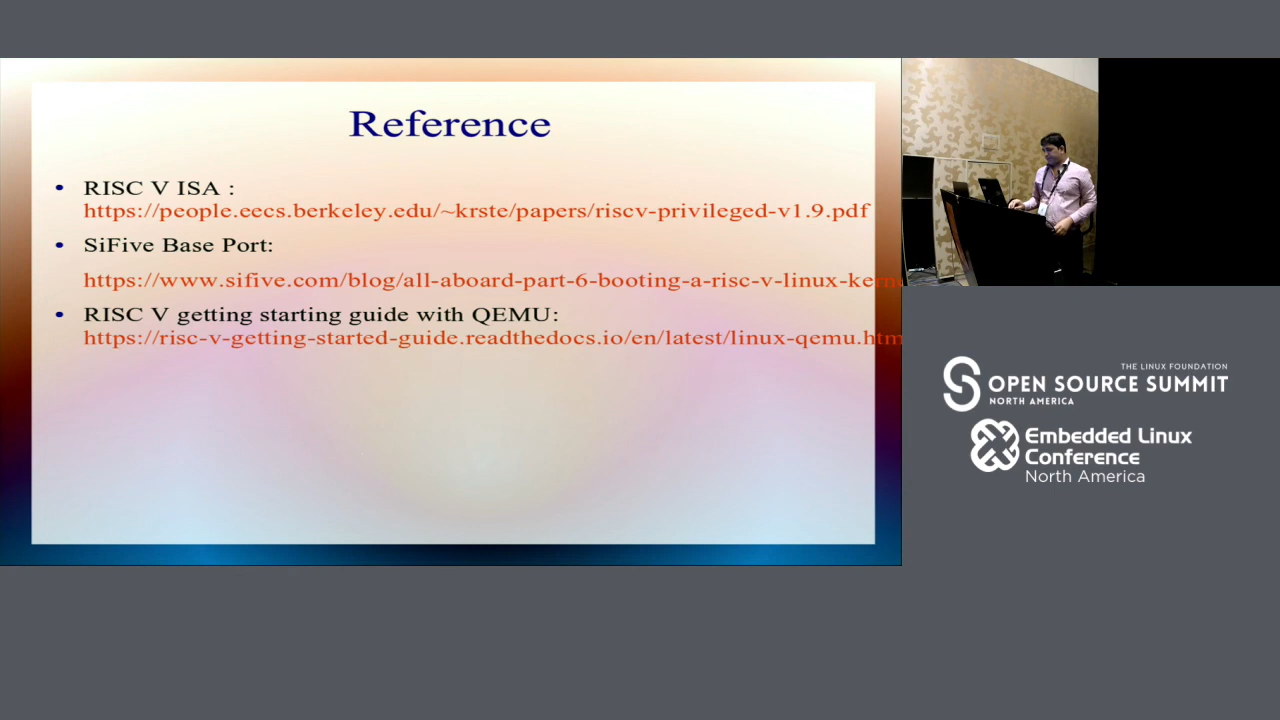 Reference
• RISC V ISA :
https://people.eecs.berkeley.edu/~krste/papers/riscv-privileged-v1.9.pdf
• SiFive Base Port:
https://www.sifive.com/blog/all-aboard-part-6-booting-a-risc-v-linux-kern
• RISC V getting starting guide with QEMU:
https://risc-v-getting-started-guide.readthedocs.io/en/latest/linux-qemu.htm
THE LINUX FOUNDATION
OPEN SOURCE SUMMIT
NORTH AMERICA
Embedded Linux
Conference
North America